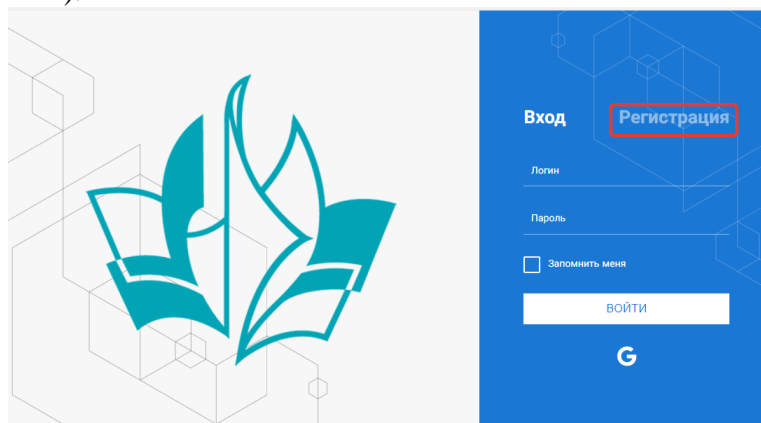 Вход Регистрация
Логин
Пароль
Запомнить меня
ВОЙТИ
G